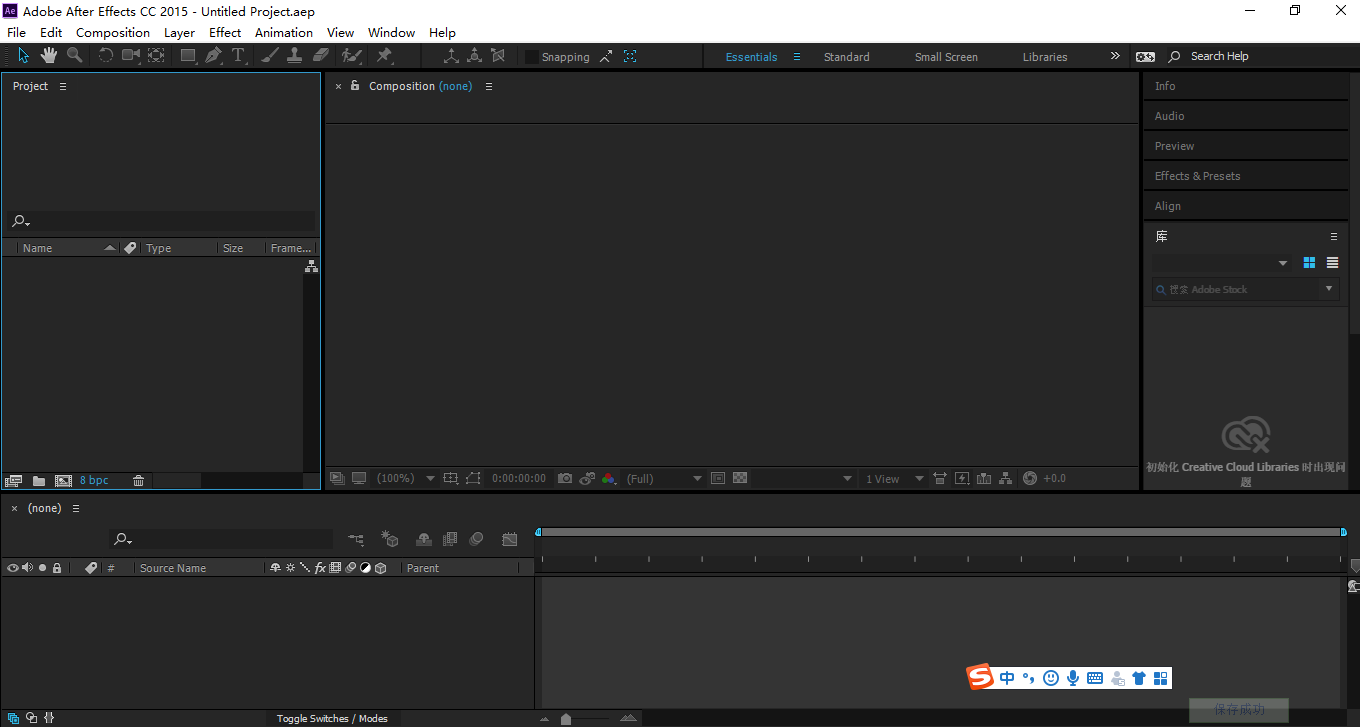 Adobe After Effects CC 2015 - Untitled Project.aep
File Edit Composition Layer Effect Animation View Window Help
Snapping Essentials Standard Small Screen Libraries Search Help
Project
Composition (none)
Info
Audio
Preview
Effects & Presets
Align
库
搜索 Adobe Stock
Name Type Size Frame...
初始化 Creative Cloud Libraries 时出现问
题
8 bpc
(100%) 0:00:00:00 (Full) 1 View +0.0
(none)
# Source Name fx Parent
中
保存成功
Toggle Switches / Modes